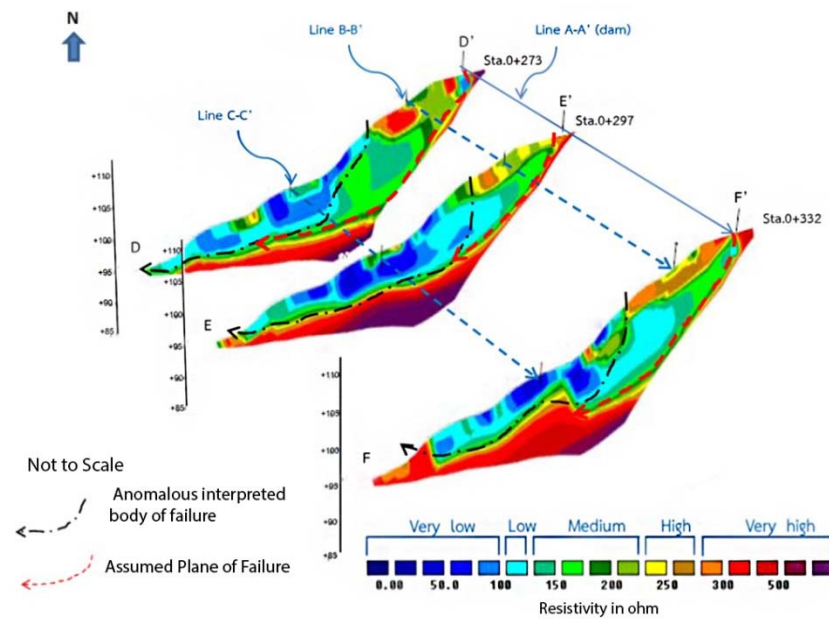 N
Line B-B'
Line A-A' (dam)
D'
Sta.0+273
E'
Sta.0+297
Line C-C'
F'
Sta.0+332
+110
+105
+100
+95
+90
+85
D
+110
+105
+100
+95
+90
+85
E
+110
+105
+100
+95
+90
+85
F
Not to Scale
Anomalous interpreted
body of failure
Assumed Plane of Failure
Very low Low Medium High Very high
0.00 50.0 100 150 200 250 300 500
Resistivity in ohm